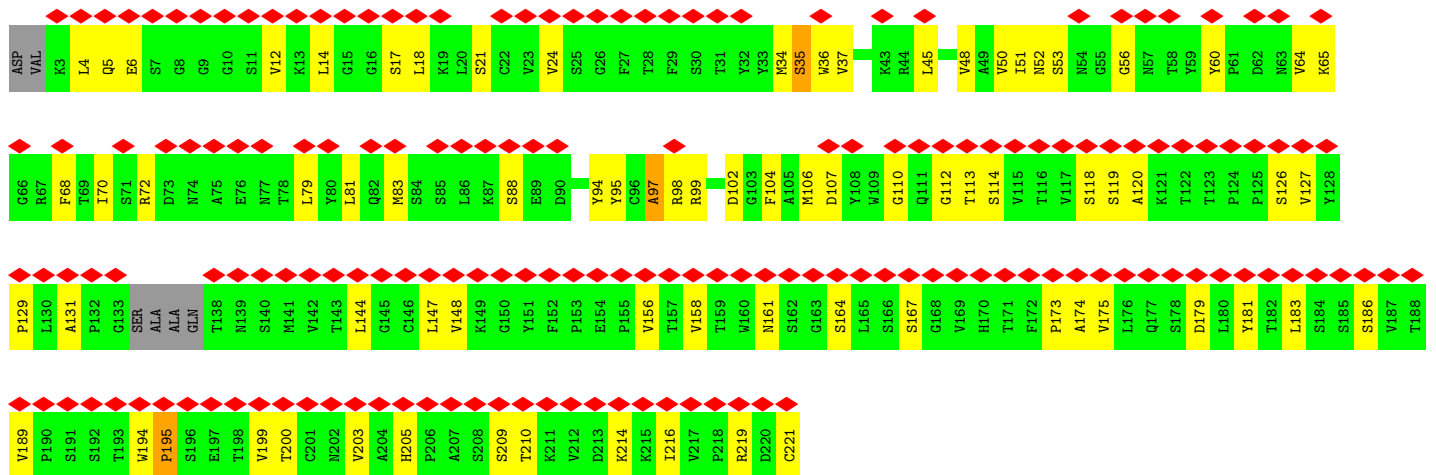 ASP VAL K3 L4 Q5 E6 S7 G8 G9 G10 S11 V12 K13 L14 G15 G16 S17 L18 K19 L20 S21 C22 V23 V24 S25 G26 F27 T28 F29 S30 T31 Y32 Y33 M34 S35 W36 V37 K43 R44 L45 V48 A49 V50 I51 N52 S53 N54 G55 G56 N57 T58 Y59 Y60 P61 D62 N63 V64 K65
G66 R67 F68 T69 I70 S71 R72 D73 N74 A75 E76 N77 T78 L79 Y80 L81 Q82 M83 S84 S85 L86 K87 S88 E89 D90 Y94 Y95 C96 A97 R98 R99 D102 G103 F104 A105 M106 D107 Y108 W109 G110 Q111 G112 T113 S114 V115 T116 V117 S118 S119 A120 K121 T122 T123 P124 P125 S126 V127 Y128
P129 L130 A131 P132 G133 SER ALA ALA GLN T138 N139 S140 M141 V142 T143 L144 G145 C146 L147 V148 K149 G150 Y151 F152 P153 E154 P155 V156 T157 V158 T159 W160 N161 S162 G163 S164 L165 S166 S167 G168 V169 H170 T171 F172 P173 A174 V175 L176 Q177 S178 D179 L180 Y181 T182 L183 S184 S185 S186 V187 T188
V189 P190 S191 S192 T193 W194 P195 S196 E197 T198 V199 T200 C201 N202 V203 A204 H205 P206 A207 S208 S209 T210 K211 V212 D213 K214 K215 I216 V217 P218 R219 D220 C221